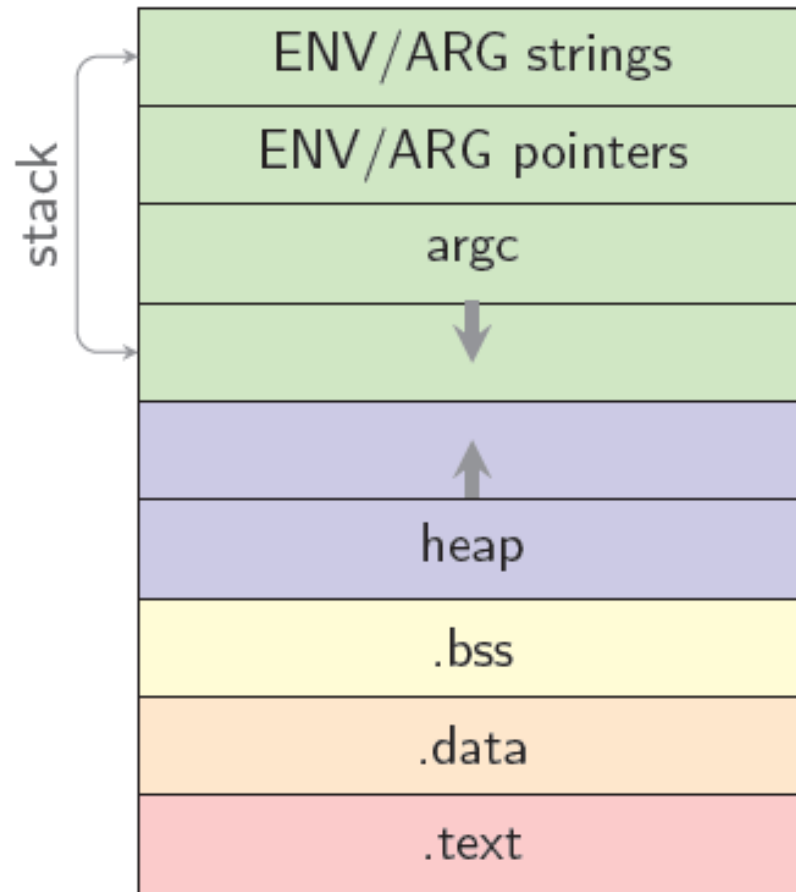 stack
ENV/ARG strings
ENV/ARG pointers
argc
heap
.bss
.data
.text